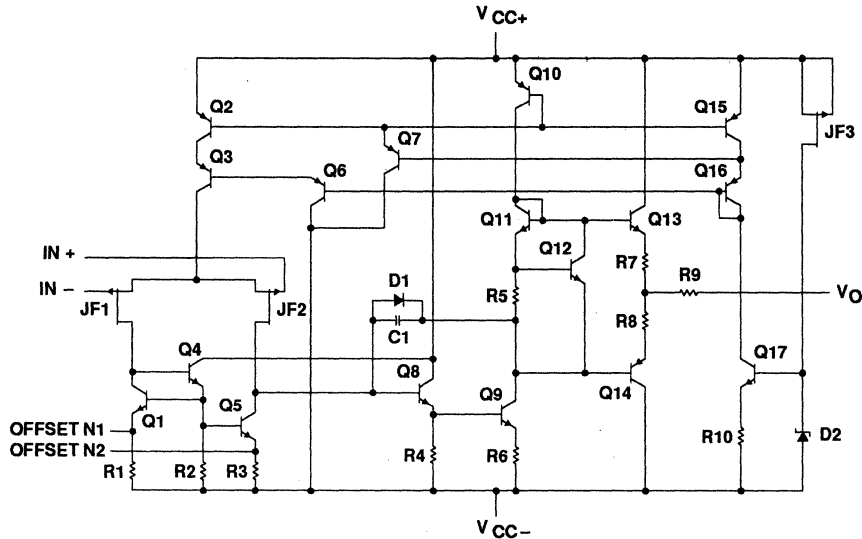 V CC+
Q10
Q2
Q7
Q15
JF3
Q3
Q6
Q16
Q11
Q13
Q12
IN +
R7
R9
D1
IN −
R5
VO
JF1
JF2
C1
R8
Q4
Q8
Q9
Q17
Q14
Q5
Q1
OFFSET N1
D2
OFFSET N2
R1
R2
R3
R4
R6
R10
V CC−